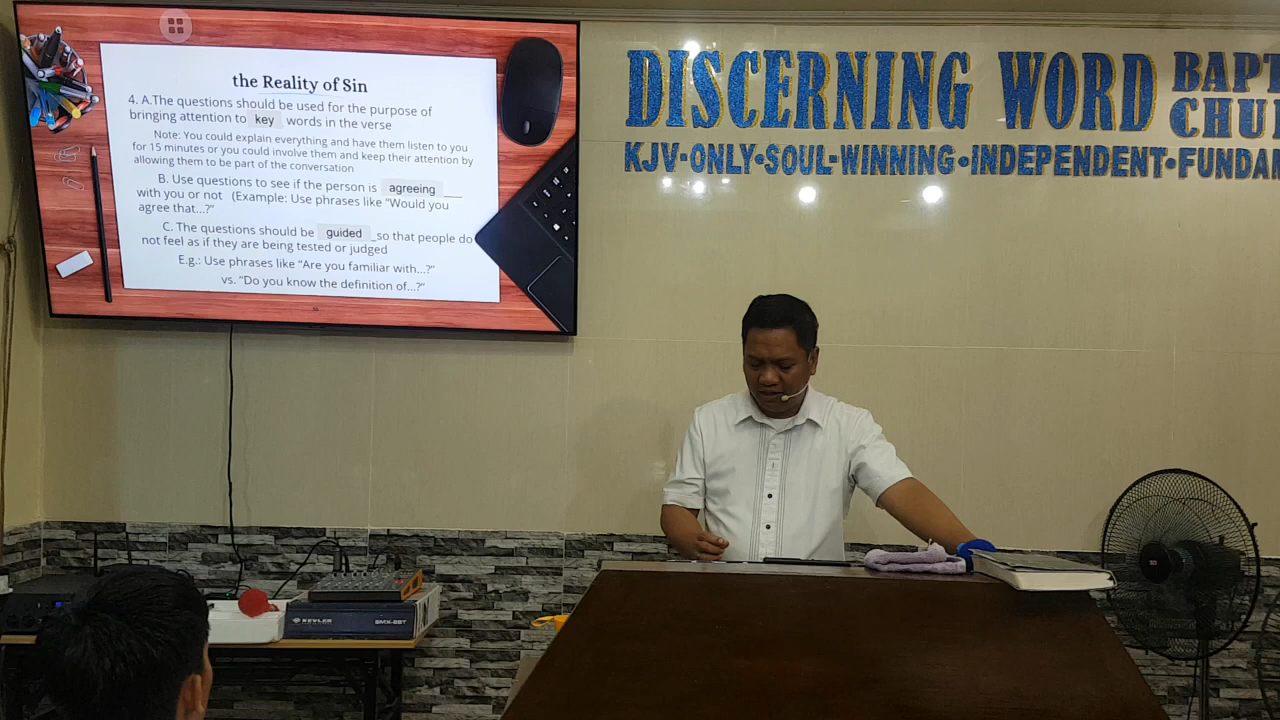 the Reality of Sin
4. A.The questions should be used for the purpose of
bringing attention to key words in the verse
Note: You could explain everything and have them listen to you
for 15 minutes or you could involve them and keep their attention by
allowing them to be part of the conversation
B. Use questions to see if the person is agreeing ___
with you or not (Example: Use phrases like “Would you
agree that...?”
C. The questions should be guided _so that people do
not feel as if they are being tested or judged
E.g.: Use phrases like “Are you familiar with...?”
vs. “Do you know the definition of...?”
DISCERNING WORD BAPT
CHU
KJV-ONLY•SOUL-WINNING•INDEPENDENT•FUNDAM
KEVLER